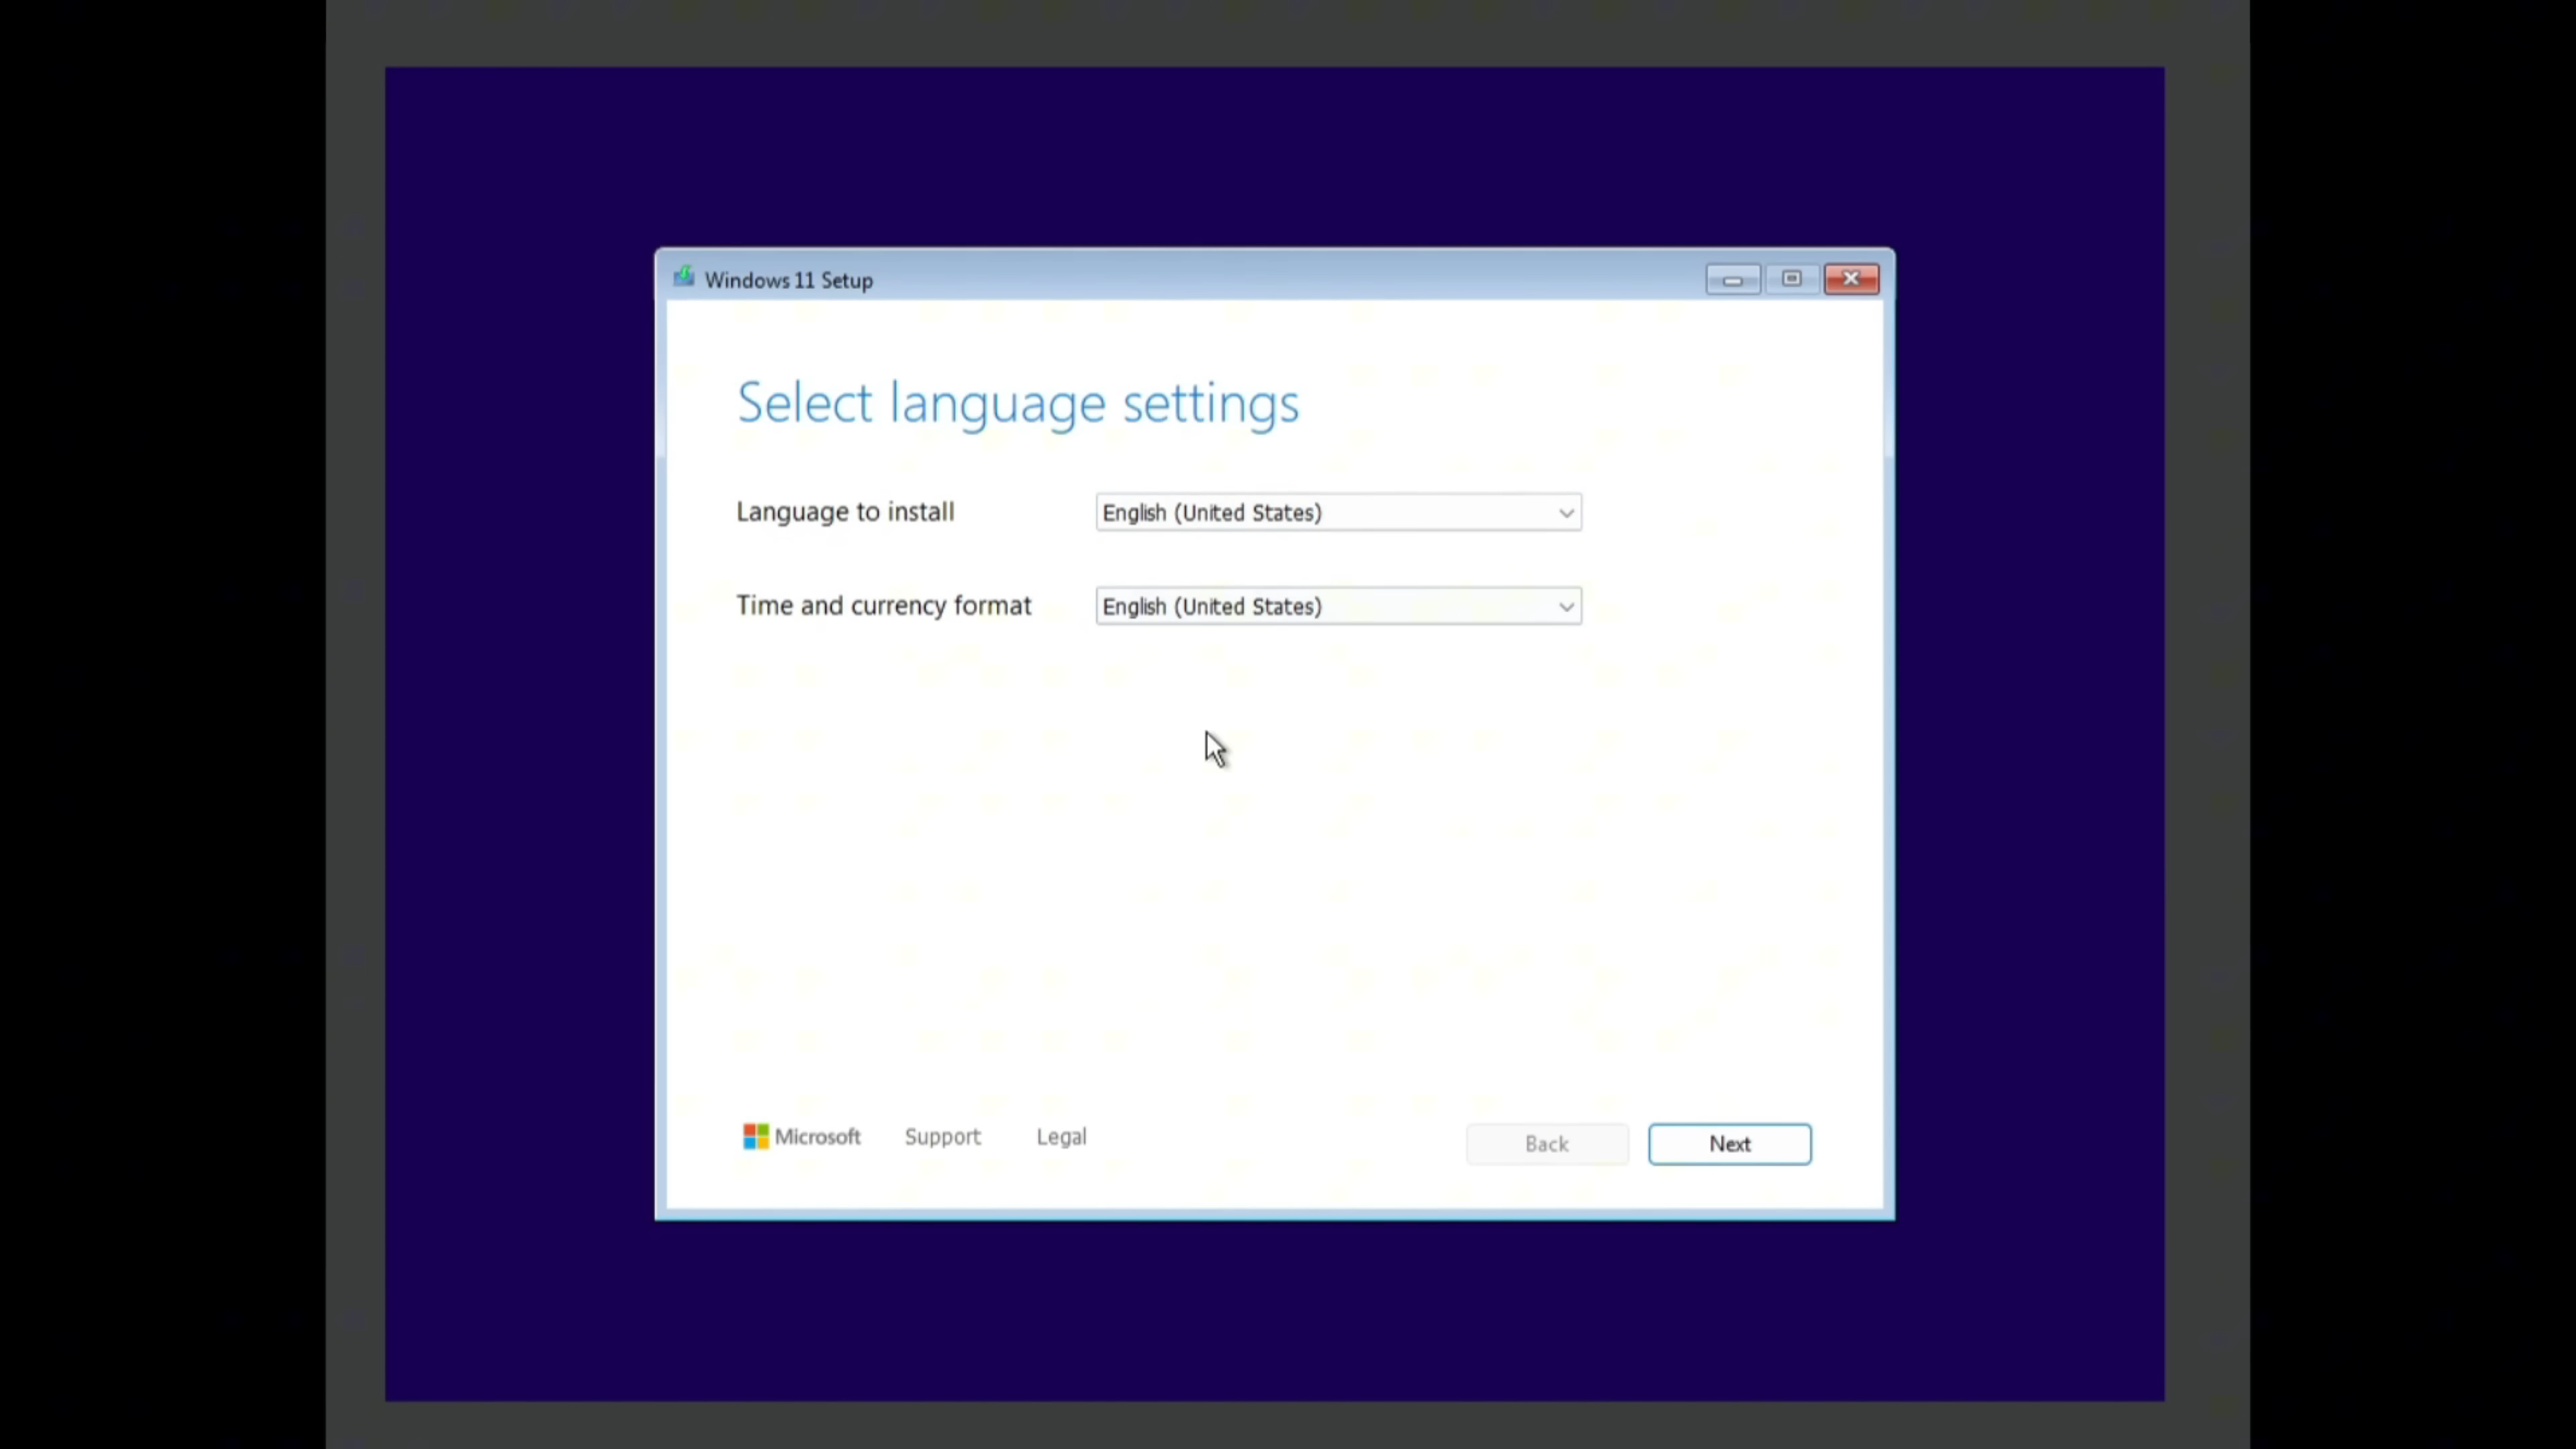 Windows 11 Setup
Select language settings
Language to install
English (United States)
Time and currency format
English (United States)
Microsoft
Support
Legal
Back
Next